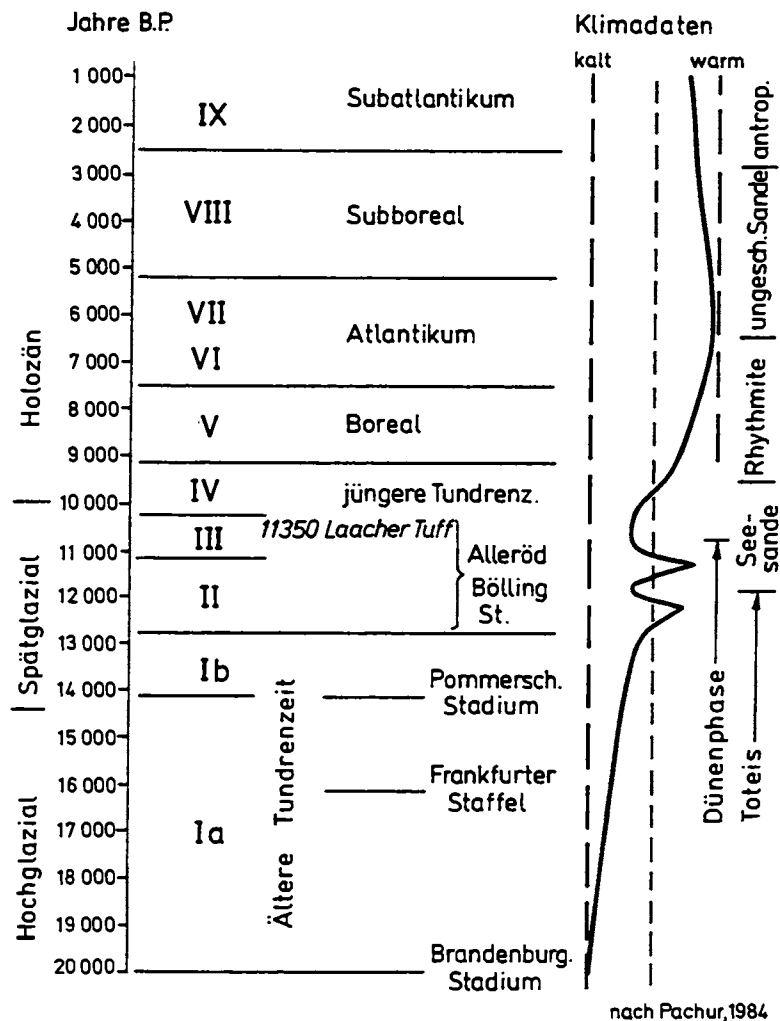 Jahre B.P.
Klimadaten
kalt
warm
1 000
2 000
3 000
4 000
5 000
6 000
7 000
8 000
9 000
10 000
11 000
12 000
13 000
14 000
15 000
16 000
17 000
18 000
19 000
20 000
Holozän
Spätglazial
Hochglazial
IX
Subatlantikum
VIII
Subboreal
VII
VI
Atlantikum
V
Boreal
IV
jüngere Tundrenz.
III
11350 Laacher Tuff
II
Alleröd
Bölling
St.
Ib
Pommersch.
Stadium
Ältere Tundrenzeit
Frankfurter
Staffel
Ia
Brandenburg.
Stadium
antrop.
ungesch. Sande
Rhythmite
See-
sande
Dünenphase
Toteis
nach Pachur, 1984